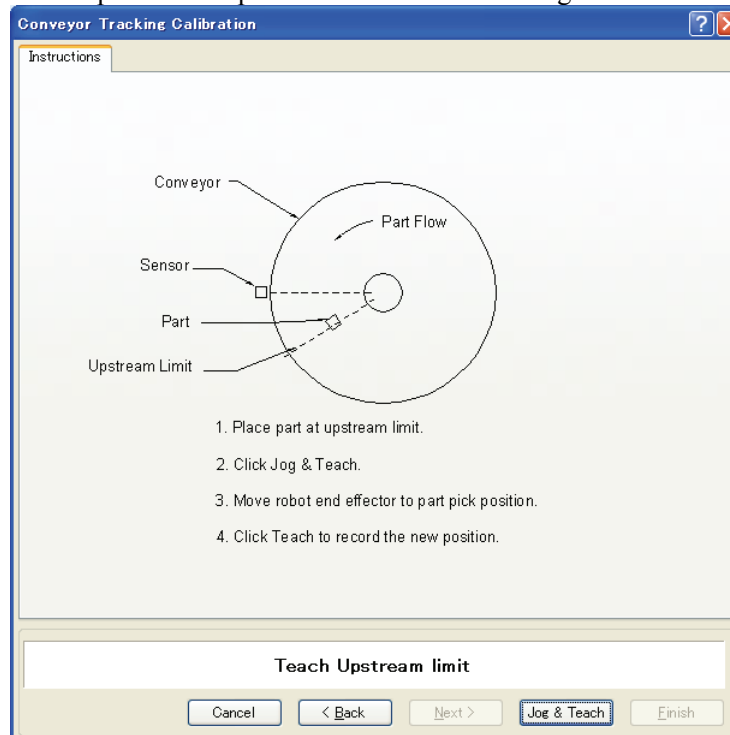 Conveyor Tracking Calibration
Instructions
Conveyor
Part Flow
Sensor
Part
Upstream Limit
1. Place part at upstream limit.
2. Click Jog & Teach.
3. Move robot end effector to part pick position.
4. Click Teach to record the new position.
Teach Upstream limit
Cancel < Back Next > Jog & Teach Finish